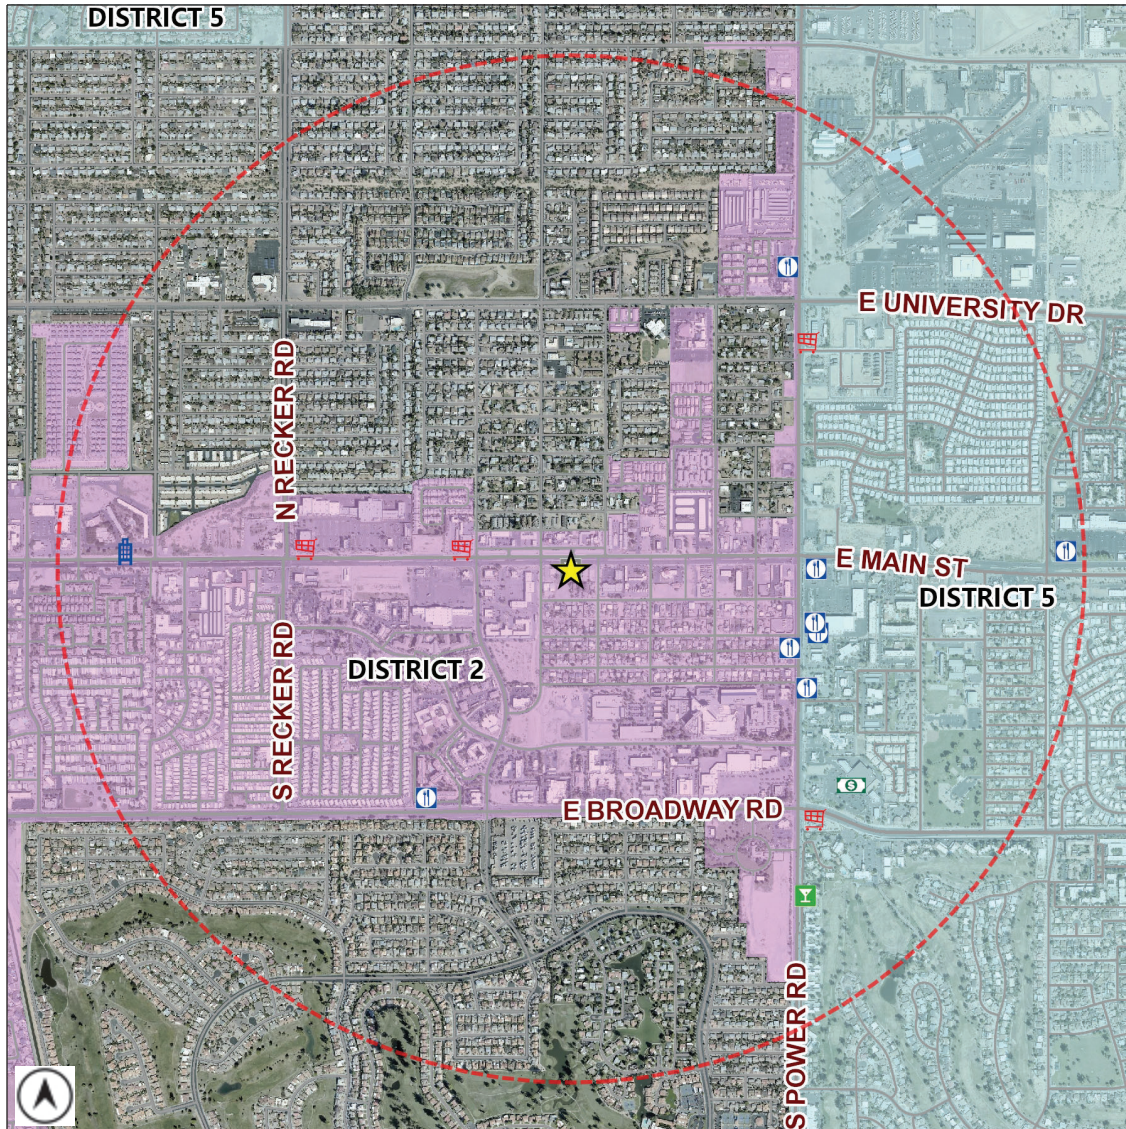 DISTRICT 5
E UNIVERSITY DR
N RECKER RD
E MAIN ST
DISTRICT 5
S RECKER RD
DISTRICT 2
E BROADWAY RD
S POWER RD